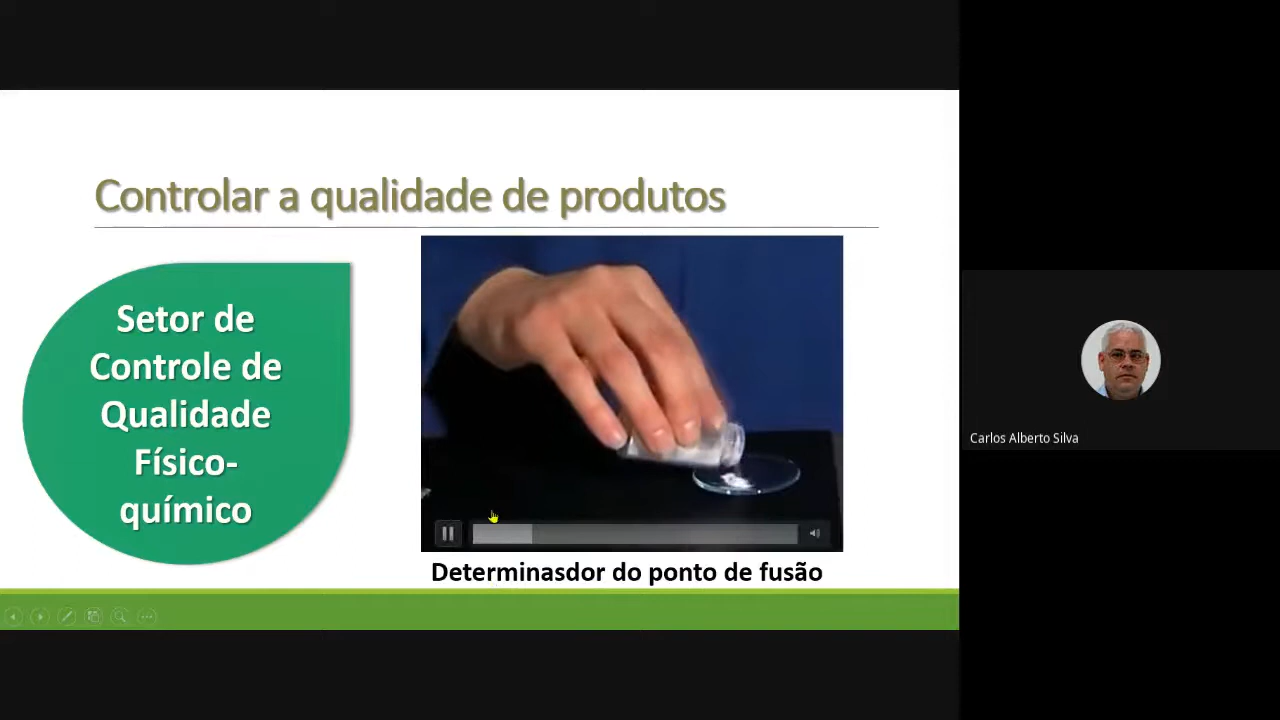 Controlar a qualidade de produtos
Setor de
Controle de
Qualidade
Físico-
químico
Determinasdor do ponto de fusão
Carlos Alberto Silva